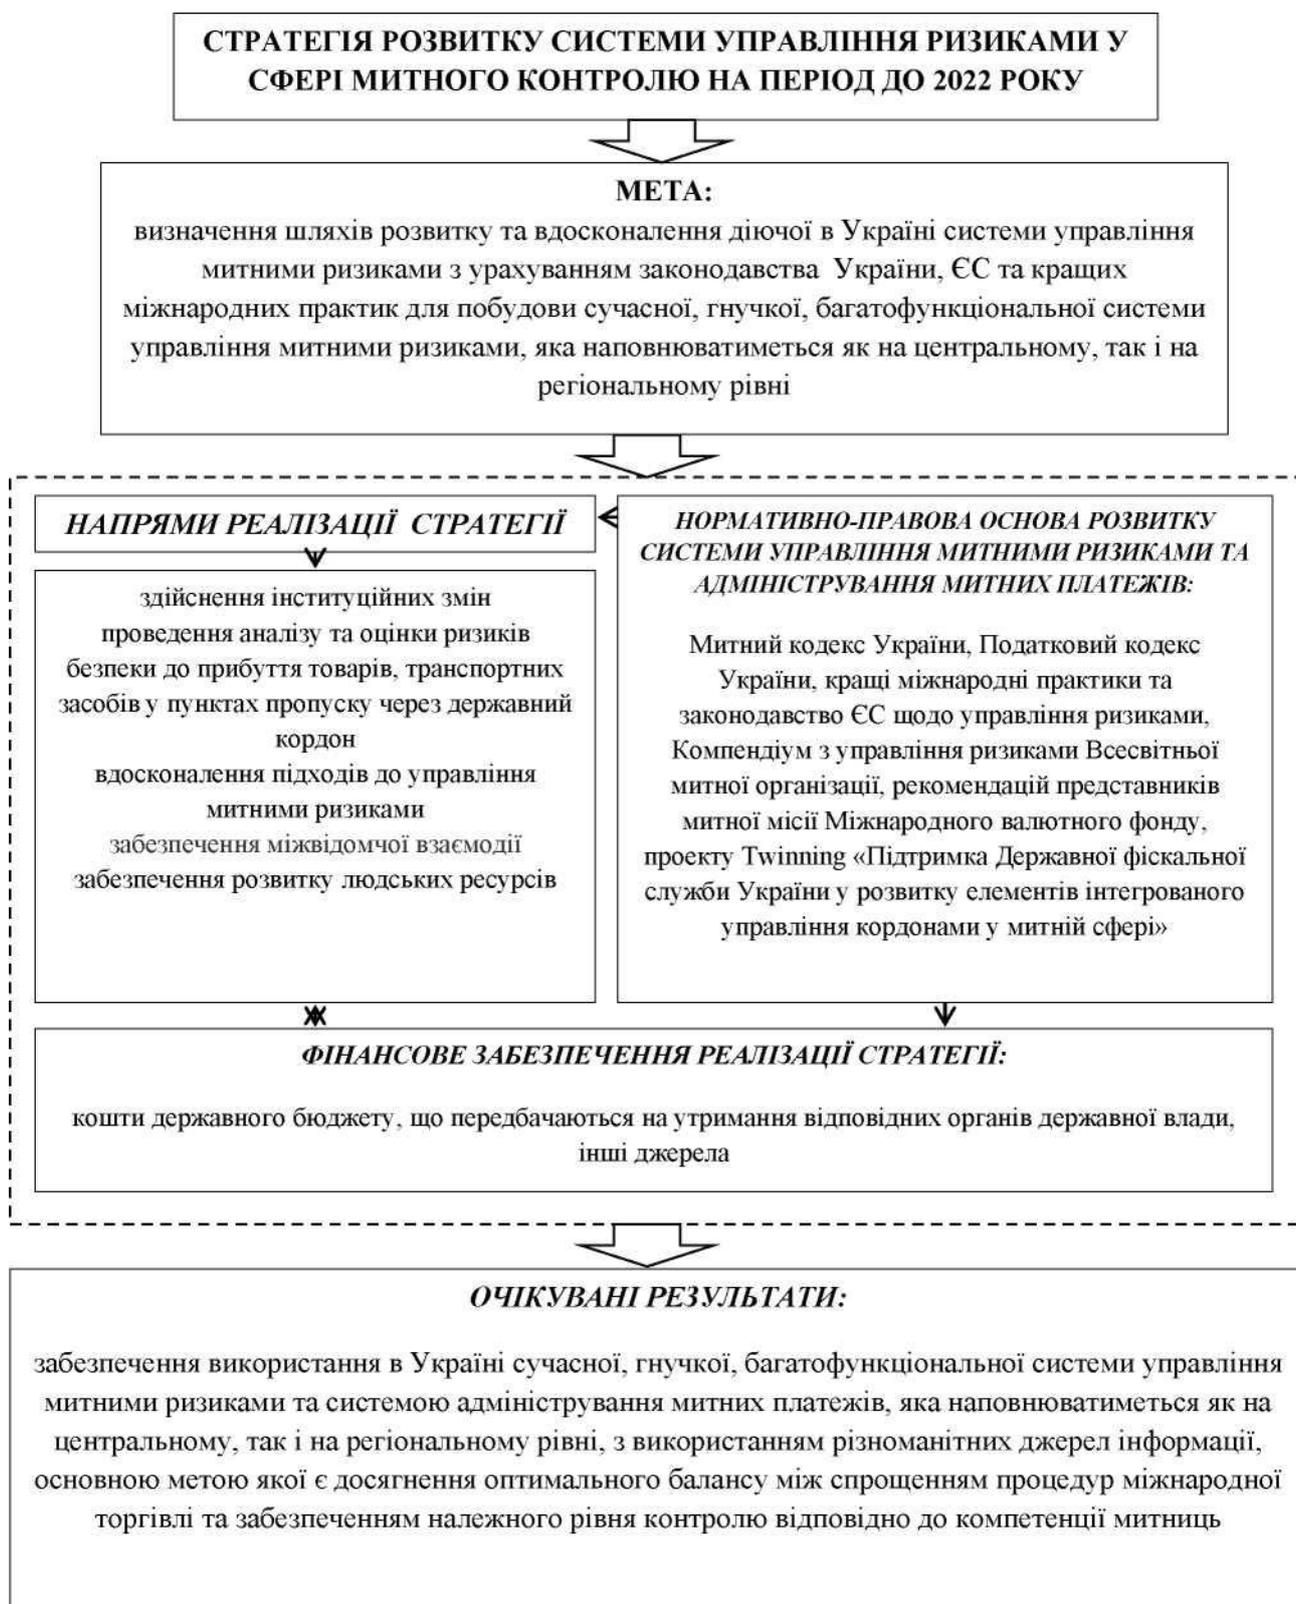 СТРАТЕГІЯ РОЗВИТКУ СИСТЕМИ УПРАВЛІННЯ РИЗИКАМИ У
СФЕРІ МИТНОГО КОНТРОЛЮ НА ПЕРІОД ДО 2022 РОКУ
МЕТА:
визначення шляхів розвитку та вдосконалення діючої в Україні системи управління
митними ризиками з урахуванням законодавства України, ЄС та кращих
міжнародних практик для побудови сучасної, гнучкої, багатофункціональної системи
управління митними ризиками, яка наповнюватиметься як на центральному, так і на
регіональному рівні
НАПРЯМИ РЕАЛІЗАЦІЇ СТРАТЕГІЇ
здійснення інституційних змін
проведення аналізу та оцінки ризиків
безпеки до прибуття товарів, транспортних
засобів у пунктах пропуску через державний
кордон
вдосконалення підходів до управління
митними ризиками
забезпечення міжвідомчої взаємодії
забезпечення розвитку людських ресурсів
НОРМАТИВНО-ПРАВОВА ОСНОВА РОЗВИТКУ
СИСТЕМИ УПРАВЛІННЯ МИТНИМИ РИЗИКАМИ ТА
АДМІНІСТРУВАННЯ МИТНИХ ПЛАТЕЖІВ:
Митний кодекс України, Податковий кодекс
України, кращі міжнародні практики та
законодавство ЄС щодо управління ризиками,
Компендіум з управління ризиками Всесвітньої
митної організації, рекомендацій представників
митної місії Міжнародного валютного фонду,
проекту Twinning «Підтримка Державної фіскальної
служби України у розвитку елементів інтегрованого
управління кордонами у митній сфері»
ФІНАНСОВЕ ЗАБЕЗПЕЧЕННЯ РЕАЛІЗАЦІЇ СТРАТЕГІЇ:
кошти державного бюджету, що передбачаються на утримання відповідних органів державної влади,
інші джерела
ОЧІКУВАНІ РЕЗУЛЬТАТИ:
забезпечення використання в Україні сучасної, гнучкої, багатофункціональної системи управління
митними ризиками та системою адміністрування митних платежів, яка наповнюватиметься як на
центральному, так і на регіональному рівні, з використанням різноманітних джерел інформації,
основною метою якої є досягнення оптимального балансу між спрощенням процедур міжнародної
торгівлі та забезпеченням належного рівня контролю відповідно до компетенції митниць